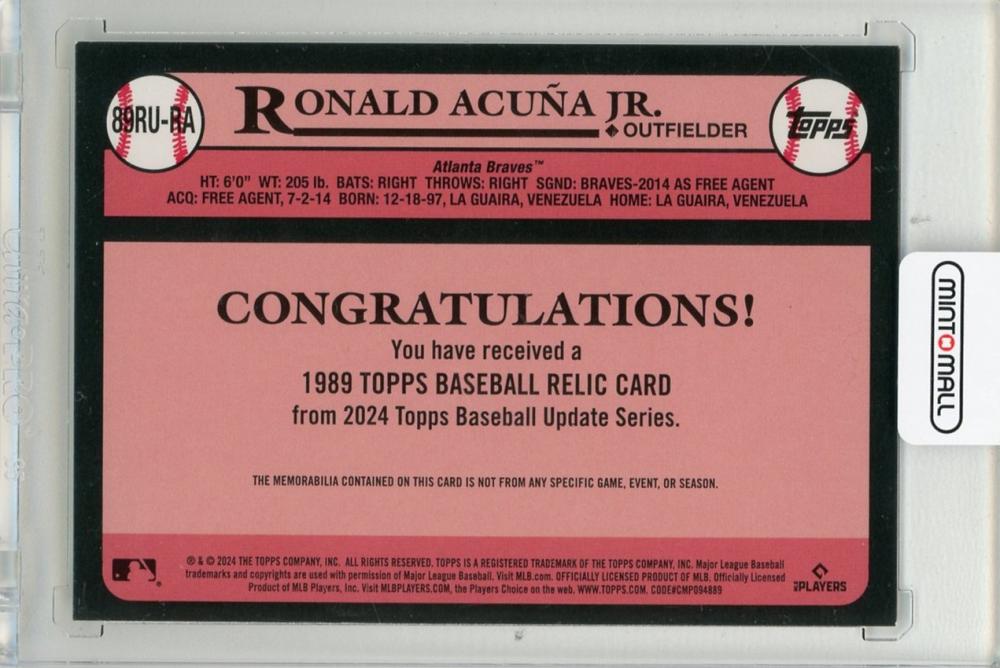 89RU-RA
RONALD ACUÑA JR.
◆OUTFIELDER
topps
Atlanta Braves™
HT: 6'0" WT: 205 lb. BATS: RIGHT THROWS: RIGHT SGND: BRAVES-2014 AS FREE AGENT
ACQ: FREE AGENT, 7-2-14 BORN: 12-18-97, LA GUAIRA, VENEZUELA HOME: LA GUAIRA, VENEZUELA
CONGRATULATIONS!
You have received a
1989 TOPPS BASEBALL RELIC CARD
from 2024 Topps Baseball Update Series.
THE MEMORABILIA CONTAINED ON THIS CARD IS NOT FROM ANY SPECIFIC GAME, EVENT, OR SEASON.
® & © 2024 THE TOPPS COMPANY, INC. ALL RIGHTS RESERVED. TOPPS IS A REGISTERED TRADEMARK OF THE TOPPS COMPANY, INC. Major League Baseball
trademarks and copyrights are used with permission of Major League Baseball. Visit MLB.com. OFFICIALLY LICENSED PRODUCT OF MLB. Officially Licensed
Product of MLB Players, Inc. Visit MLBPLAYERS.COM, the Players Choice on the web. WWW.TOPPS.COM. CODE#CMP094889
MLB PLAYERS
MINT MALL